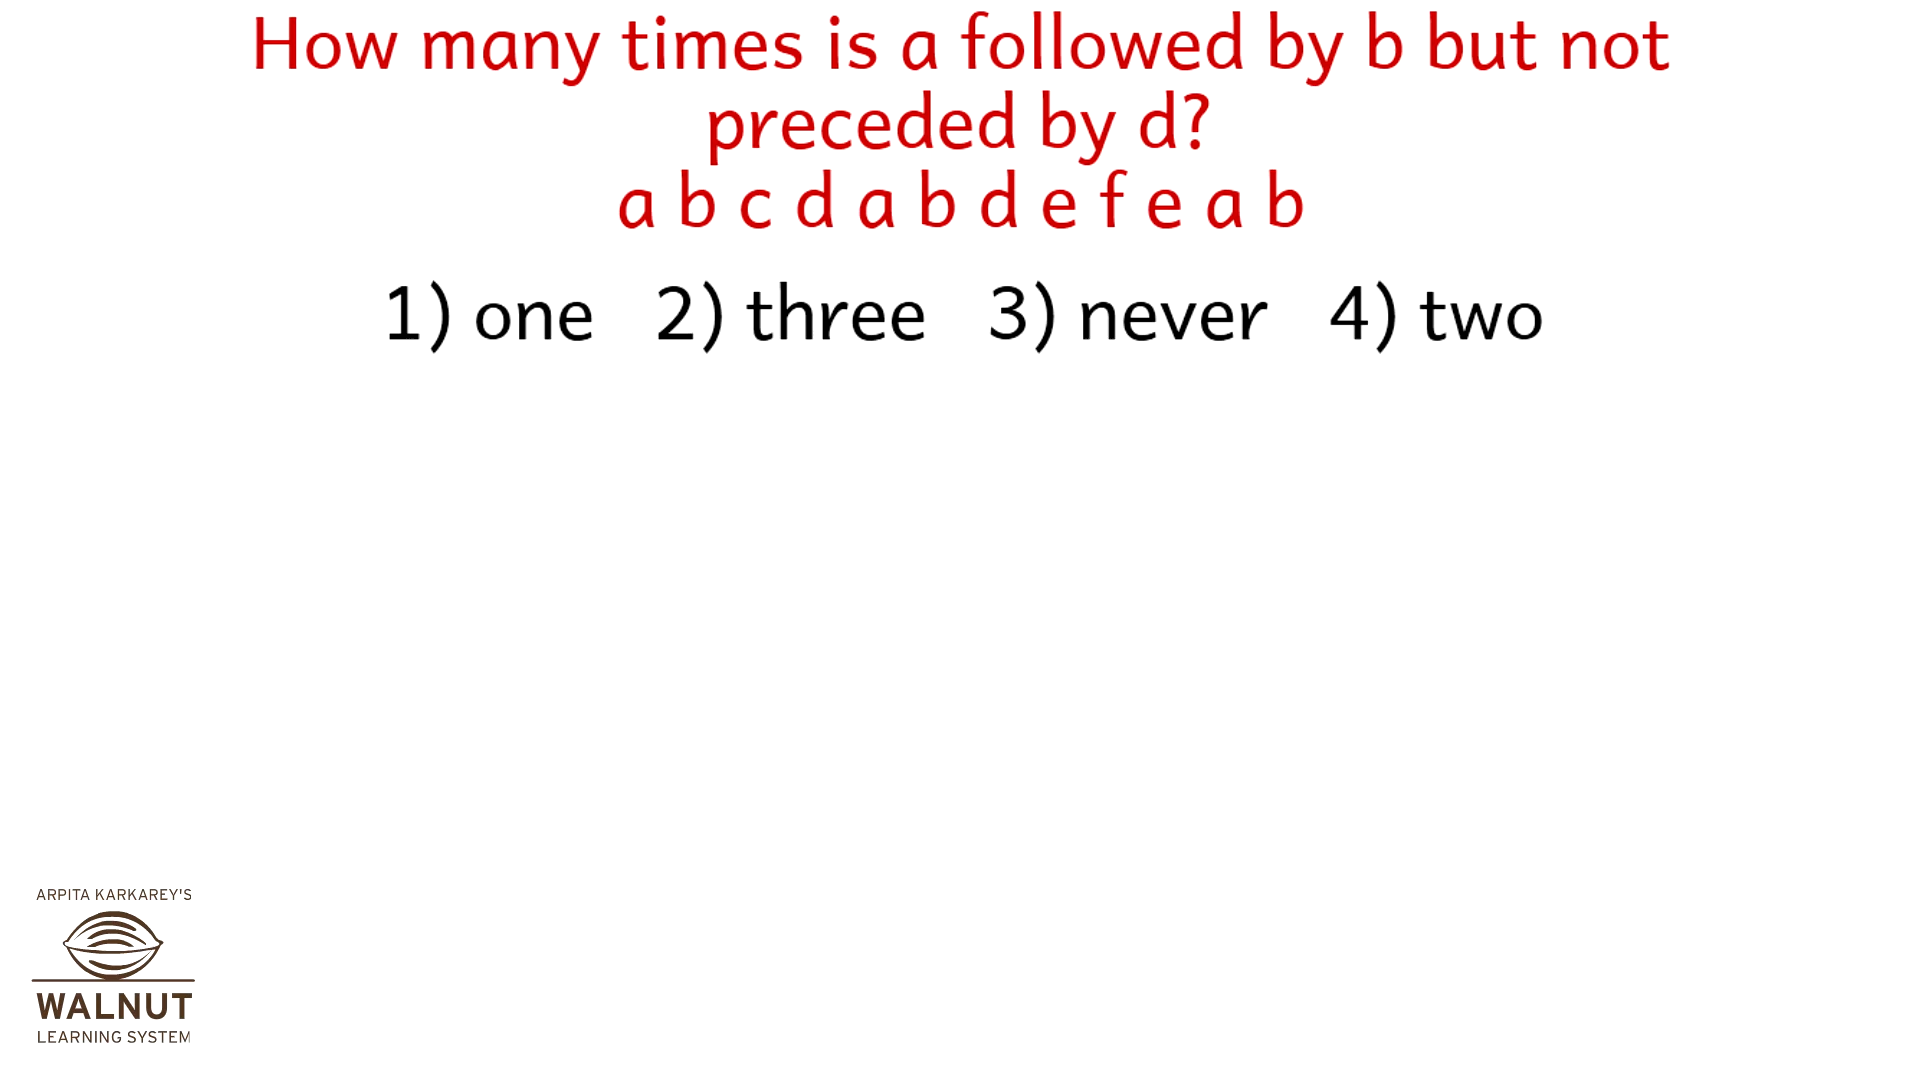 How many times is a followed by b but not
preceded by d?
a b c d a b d e f e a b
1) one 2) three 3) never 4) two
ARPITA KARKAREY'S
WALNUT
LEARNING SYSTEM